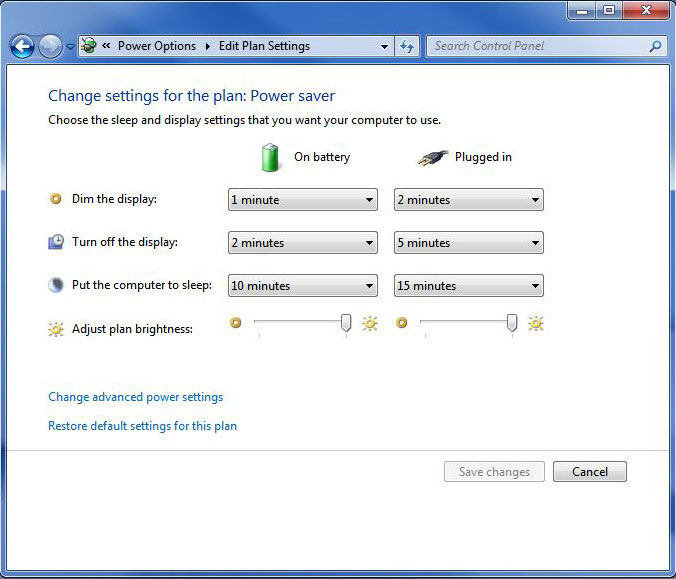 « Power Options Edit Plan Settings Search Control Panel
Change settings for the plan: Power saver
Choose the sleep and display settings that you want your computer to use.
On battery Plugged in
Dim the display: 1 minute 2 minutes
Turn off the display: 2 minutes 5 minutes
Put the computer to sleep: 10 minutes 15 minutes
Adjust plan brightness:
Change advanced power settings
Restore default settings for this plan
Save changes Cancel